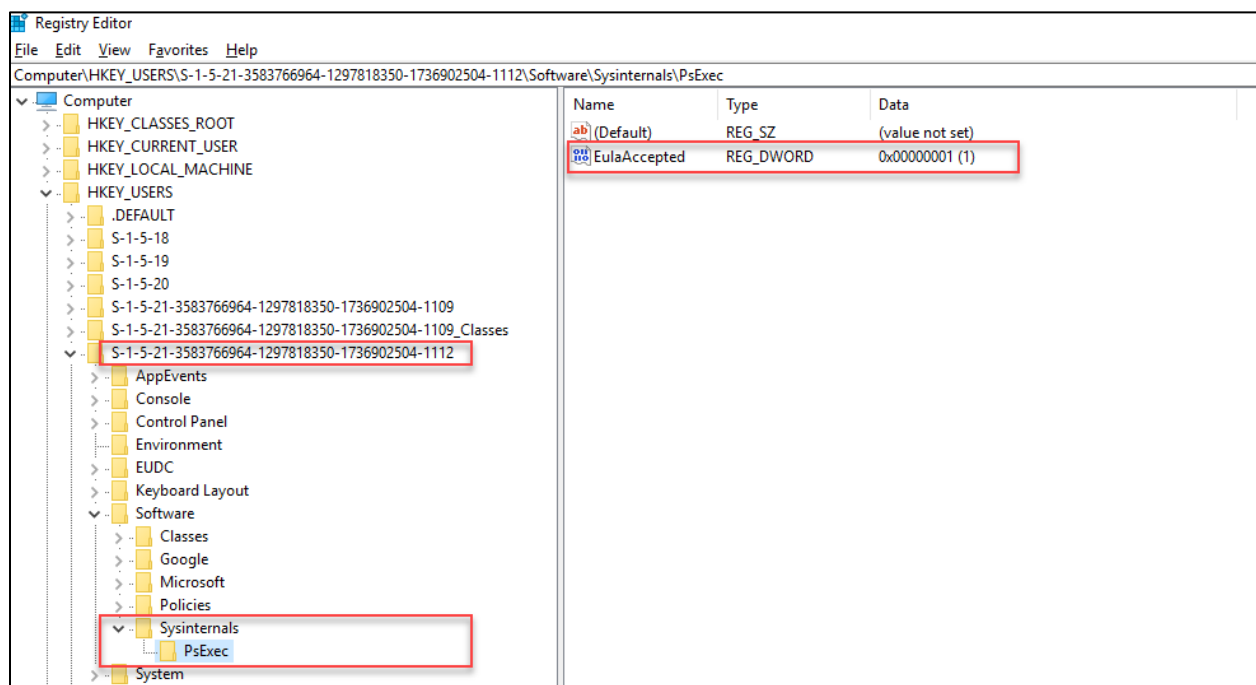 Registry Editor
File Edit View Favorites Help
Computer\HKEY_USERS\S-1-5-21-3583766964-1297818350-1736902504-1112\Software\Sysinternals\PsExec
Computer
HKEY_CLASSES_ROOT
HKEY_CURRENT_USER
HKEY_LOCAL_MACHINE
HKEY_USERS
.DEFAULT
S-1-5-18
S-1-5-19
S-1-5-20
S-1-5-21-3583766964-1297818350-1736902504-1109
S-1-5-21-3583766964-1297818350-1736902504-1109_Classes
S-1-5-21-3583766964-1297818350-1736902504-1112
AppEvents
Console
Control Panel
Environment
EUDC
Keyboard Layout
Software
Classes
Google
Microsoft
Policies
Sysinternals
PsExec
System
Name Type Data
(Default) REG_SZ (value not set)
EulaAccepted REG_DWORD 0x00000001 (1)